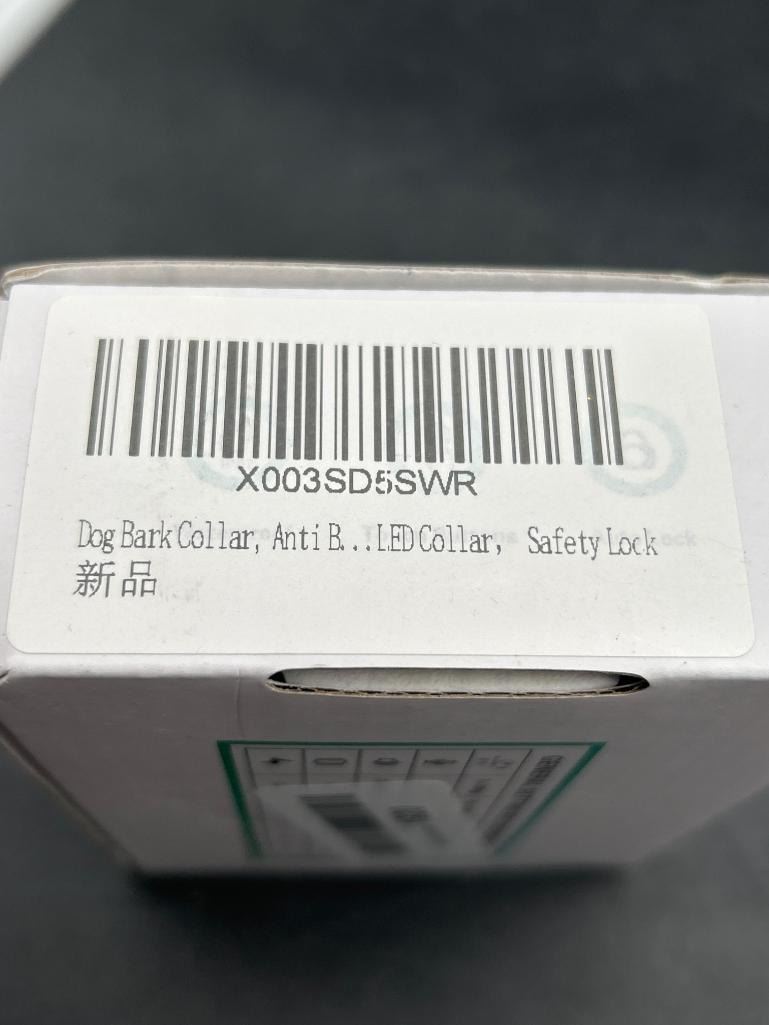 X003SD5SWR
Dog Bark Collar, Anti B...LED Collar, Safety Lock
新品